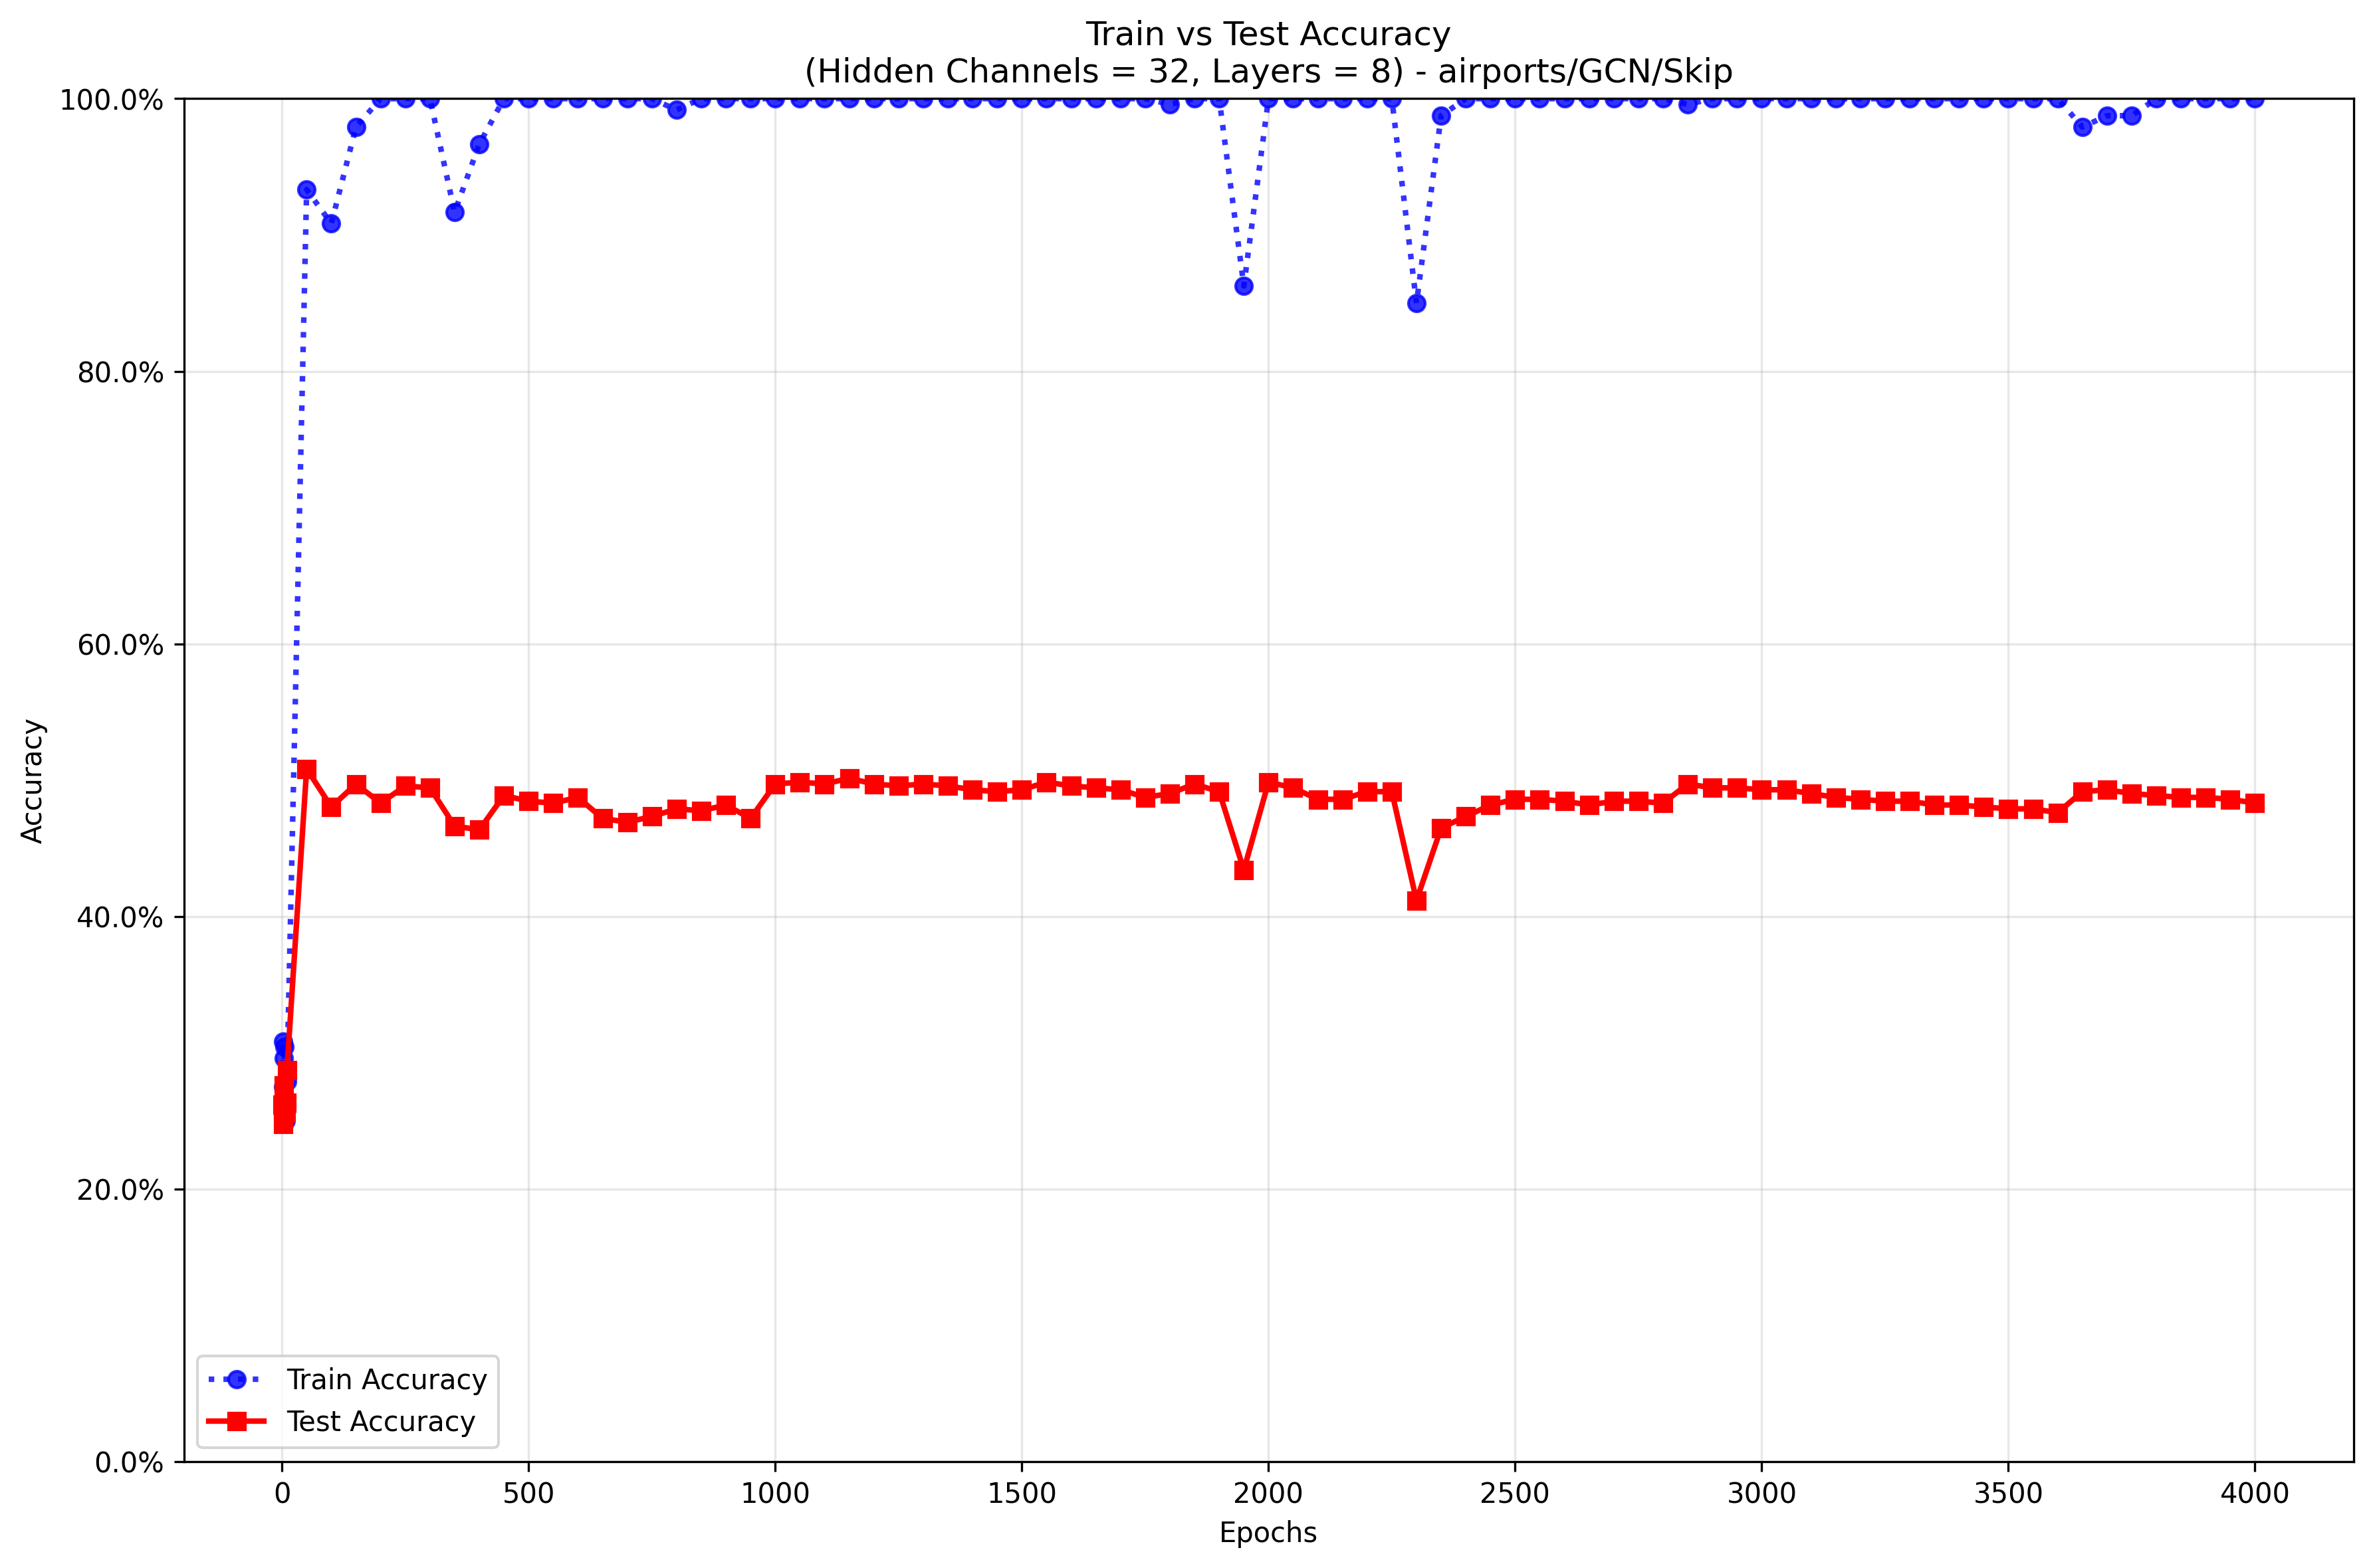 Train vs Test Accuracy
(Hidden Channels = 32, Layers = 8) - airports/GCN/Skip
100.0%
80.0%
60.0%
40.0%
20.0%
0.0%
Accuracy
Train Accuracy
Test Accuracy
0 500 1000 1500 2000 2500 3000 3500 4000
Epochs